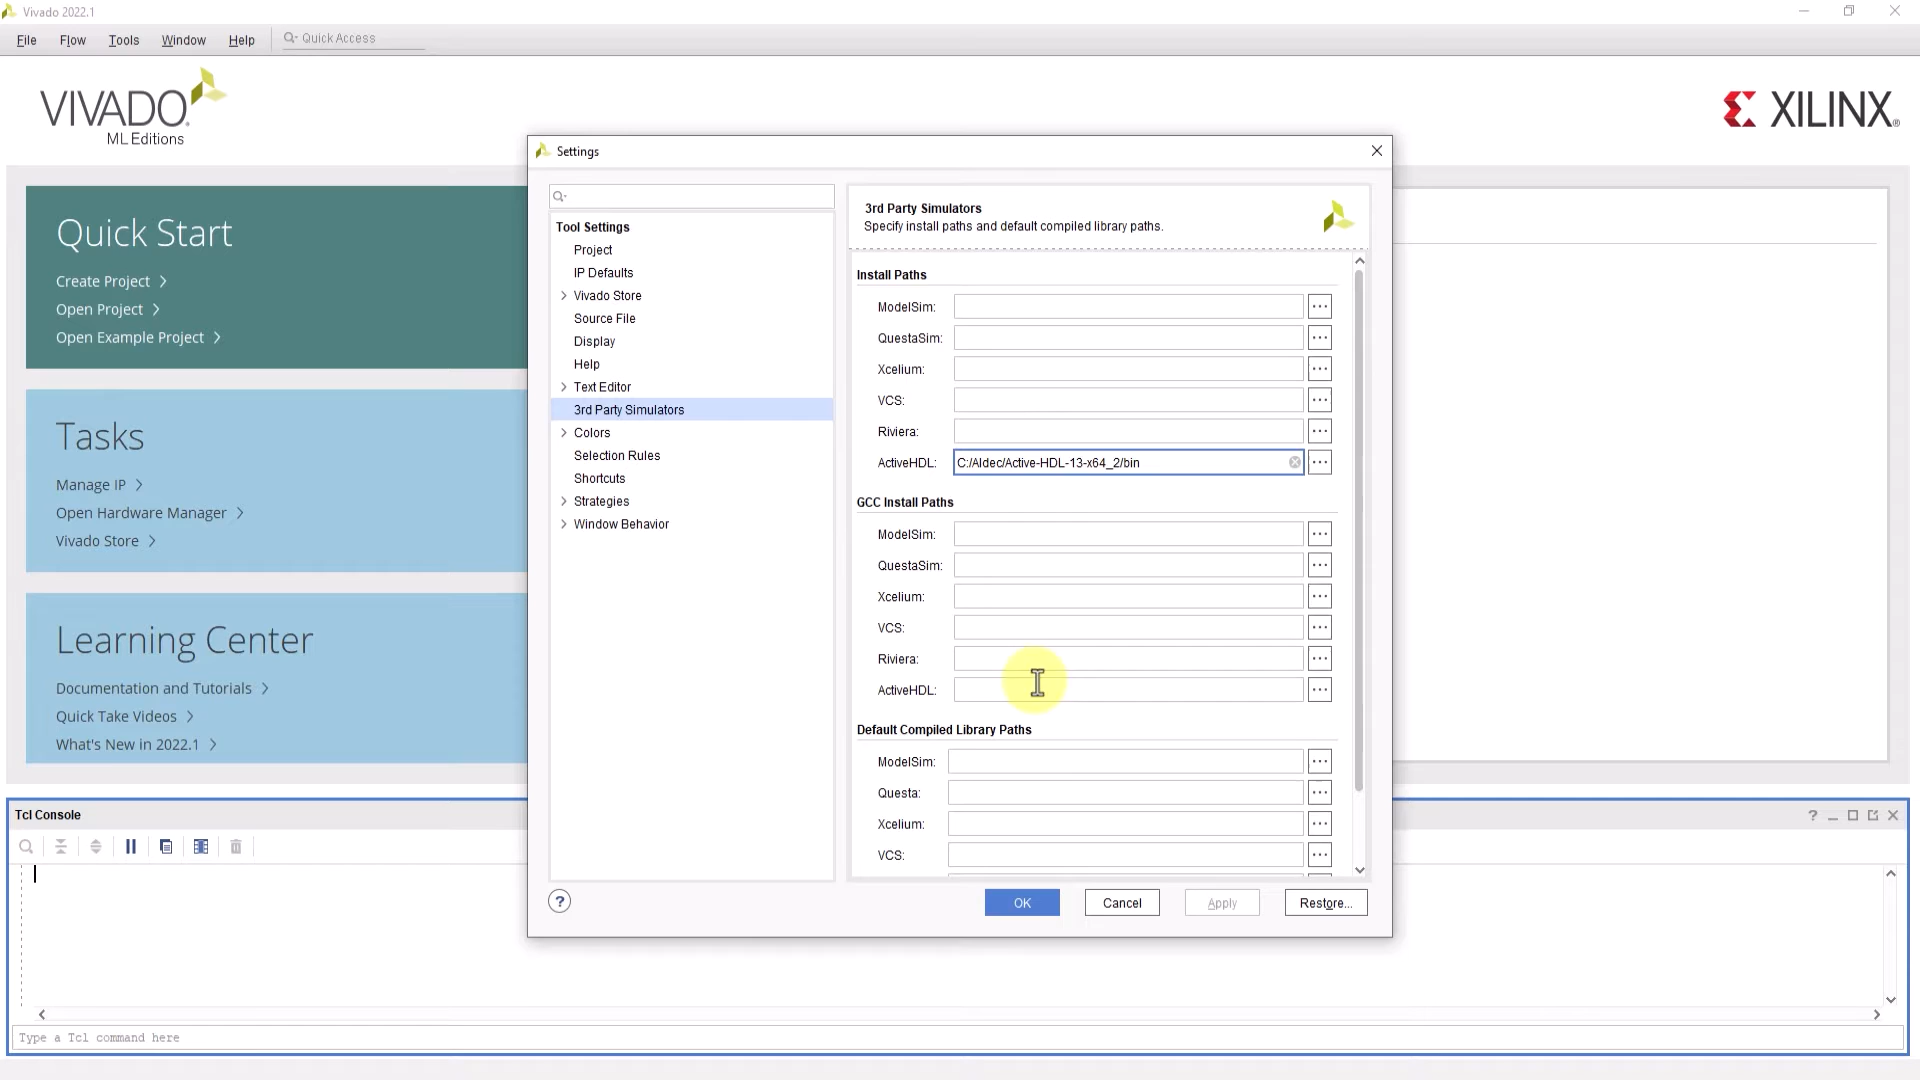 Vivado 2022.1
File Flow Tools Window Help Quick Access
VIVADO
ML Editions
XILINX
Quick Start
Create Project
Open Project
Open Example Project
Tasks
Manage IP
Open Hardware Manager
Vivado Store
Learning Center
Documentation and Tutorials
Quick Take Videos
What's New in 2022.1
Settings
Tool Settings
Project
IP Defaults
Vivado Store
Source File
Display
Help
Text Editor
3rd Party Simulators
Colors
Selection Rules
Shortcuts
Strategies
Window Behavior
3rd Party Simulators
Specify install paths and default compiled library paths.
Install Paths
ModelSim:
QuestaSim:
Xcelium:
VCS:
Riviera:
ActiveHDL: C:/Aldec/Active-HDL-13-x64_2/bin
GCC Install Paths
ModelSim:
QuestaSim:
Xcelium:
VCS:
Riviera:
ActiveHDL:
Default Compiled Library Paths
ModelSim:
Questa:
Xcelium:
VCS:
OK Cancel Apply Restore...
Tcl Console
Type a Tcl command here